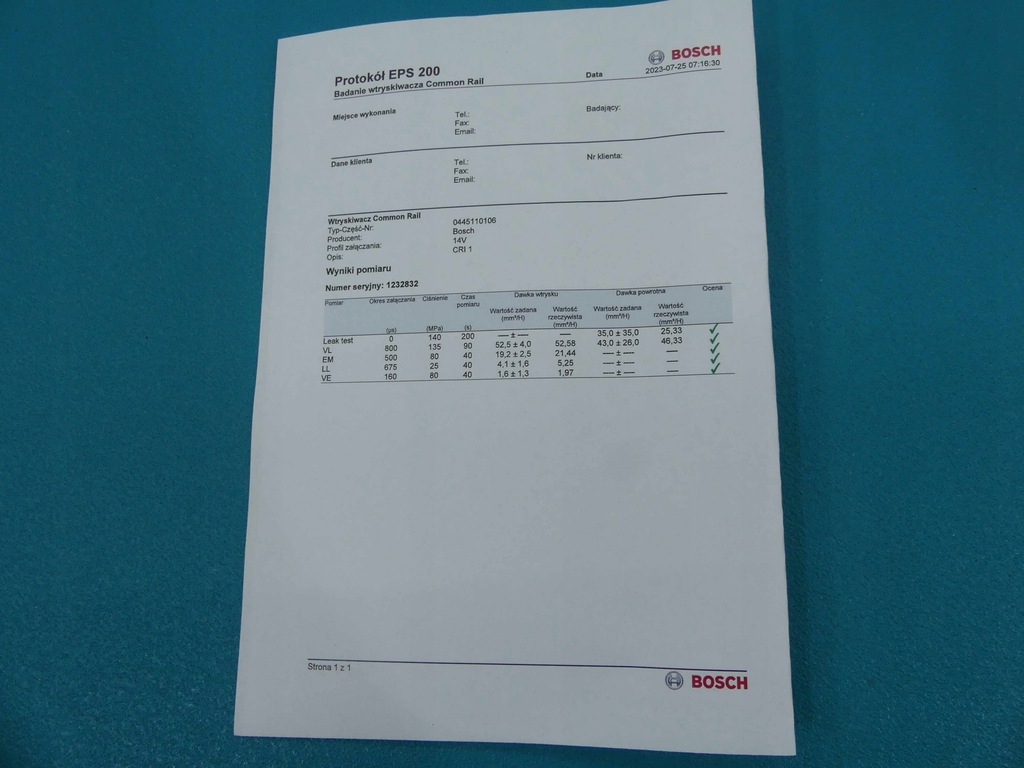 Protokół EPS 200
Badanie wtryskiwacza Common Rail
Data
BOSCH
2023-07-25 07:16:30
Miejsce wykonania
Tel.:
Fax:
Email:
Badający:
Dane klienta
Tel.:
Fax:
Email:
Nr klienta:
Wtryskiwacz Common Rail
Typ-Część-Nr: 0445110106
Producent: Bosch
Profil załączania: 14V
Opis: CRI 1
Wyniki pomiaru
Numer seryjny: 1232832
Pomiar Okres załączania Ciśnienie Czas pomiaru Dawka wtrysku Dawka powrotna Ocena
Wartość zadana (mm³/H) Wartość rzeczywista (mm³/H) Wartość zadana (mm³/H) Wartość rzeczywista (mm³/H)
(µs) (MPa) (s)
Leak test 0 140 200 --- ± --- --- 35,0 ± 35,0 25,33 ✓
VL 800 135 90 52,5 ± 4,0 52,58 43,0 ± 26,0 46,33 ✓
EM 500 80 40 19,2 ± 2,5 21,44 --- ± --- --- ✓
LL 675 25 40 4,1 ± 1,6 5,25 --- ± --- --- ✓
VE 160 80 40 1,6 ± 1,3 1,97 --- ± --- --- ✓
Strona 1 z 1
BOSCH